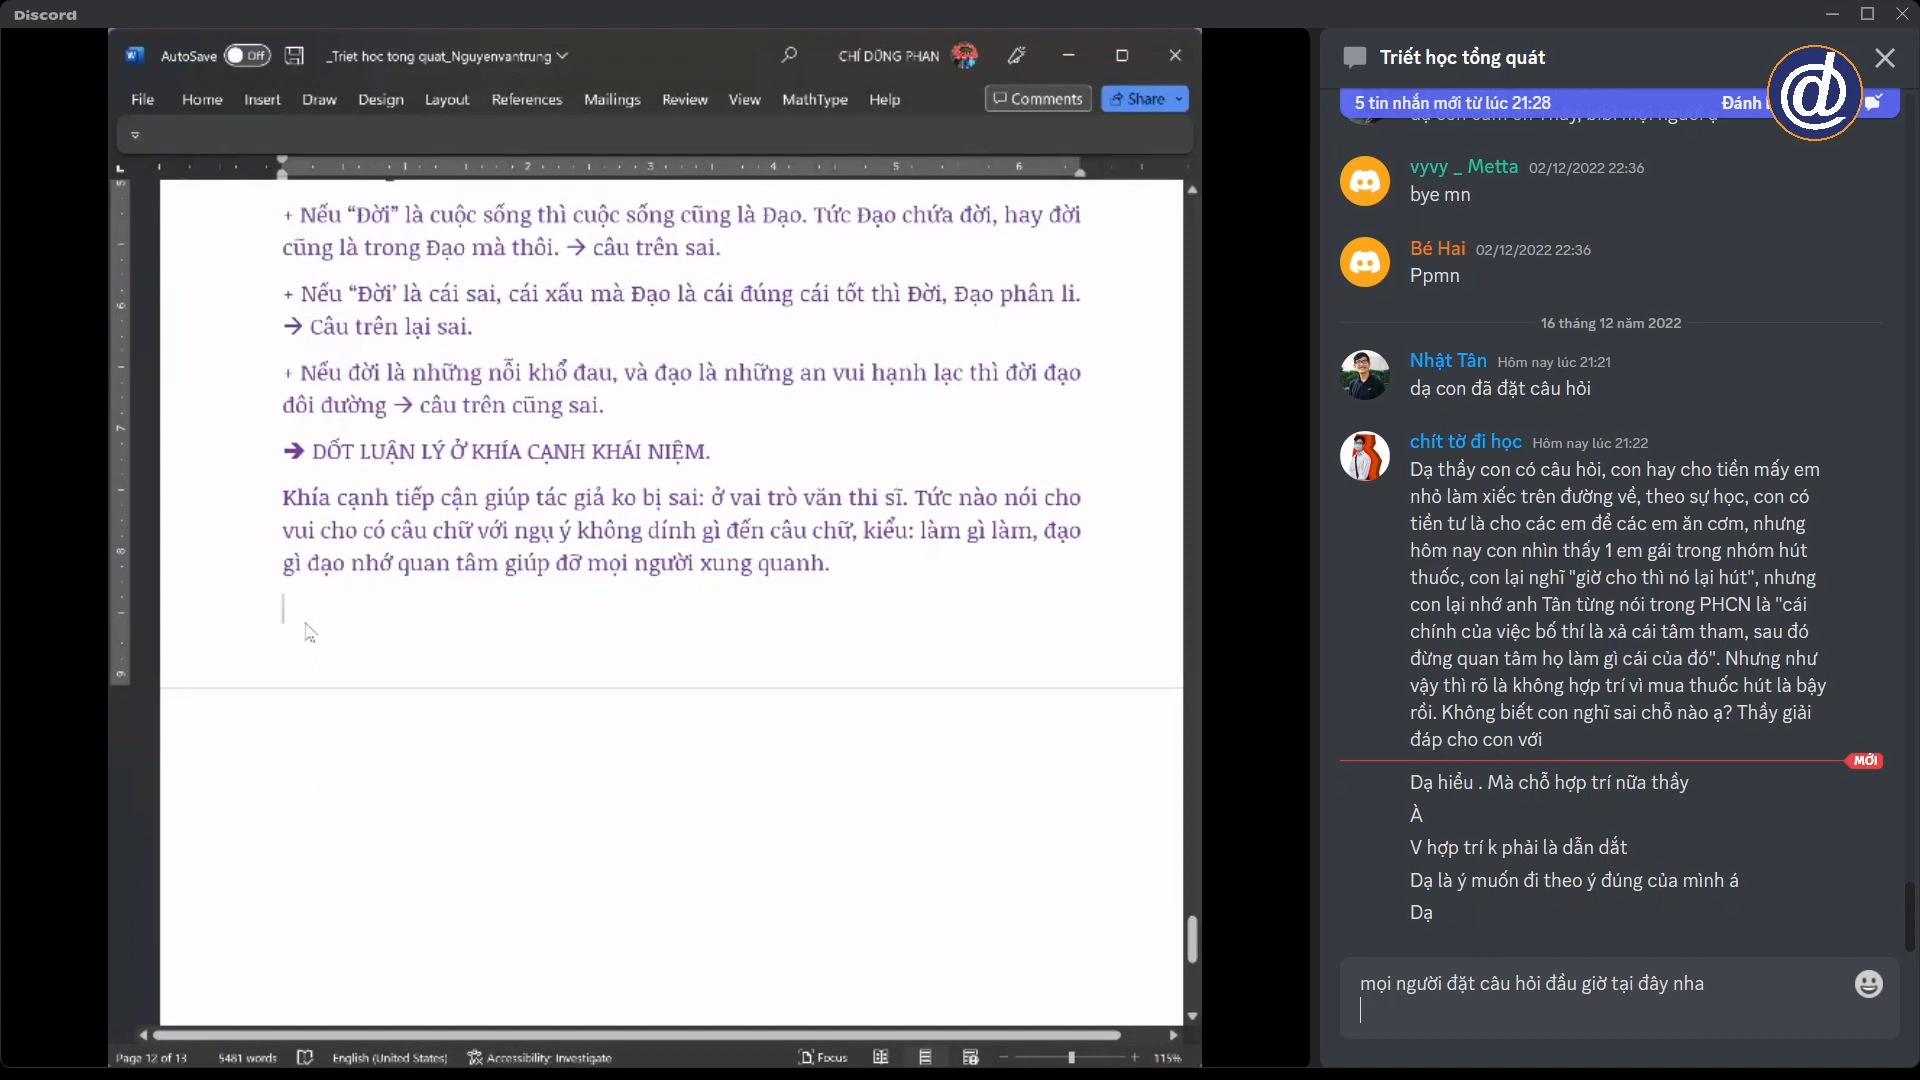 Discord
AutoSave Off _Triet hoc tong quat_Nguyenvantrung CHÍ DŨNG PHAN
File Home Insert Draw Design Layout References Mailings Review View MathType Help Comments Share
+ Nếu “Đời” là cuộc sống thì cuộc sống cũng là Đạo. Tức Đạo chứa đời, hay đời
cũng là trong Đạo mà thôi. → câu trên sai.
+ Nếu “Đời’ là cái sai, cái xấu mà Đạo là cái đúng cái tốt thì Đời, Đạo phân li.
→ Câu trên lại sai.
+ Nếu đời là những nỗi khổ đau, và đạo là những an vui hạnh lạc thì đời đạo
đôi đường → câu trên cũng sai.
➔ DỐT LUẬN LÝ Ở KHÍA CẠNH KHÁI NIỆM.
Khía cạnh tiếp cận giúp tác giả ko bị sai: ở vai trò văn thi sĩ. Tức nào nói cho
vui cho có câu chữ với ngụ ý không dính gì đến câu chữ, kiểu: làm gì làm, đạo
gì đạo nhớ quan tâm giúp đỡ mọi người xung quanh.
Page 12 of 13 5481 words English (United States) Accessibility: Investigate Focus 115%
Triết học tổng quát
5 tin nhắn mới từ lúc 21:28 Đánh
vyvy _ Metta 02/12/2022 22:36
bye mn
Bé Hai 02/12/2022 22:36
Ppmn
16 tháng 12 năm 2022
Nhật Tân Hôm nay lúc 21:21
dạ con đã đặt câu hỏi
chít tờ đi học Hôm nay lúc 21:22
Dạ thầy con có câu hỏi, con hay cho tiền mấy em
nhỏ làm xiếc trên đường về, theo sự học, con có
tiền tư là cho các em để các em ăn cơm, nhưng
hôm nay con nhìn thấy 1 em gái trong nhóm hút
thuốc, con lại nghĩ "giờ cho thì nó lại hút", nhưng
con lại nhớ anh Tân từng nói trong PHCN là "cái
chính của việc bố thí là xả cái tâm tham, sau đó
đừng quan tâm họ làm gì cái của đó". Nhưng như
vậy thì rõ là không hợp trí vì mua thuốc hút là bậy
rồi. Không biết con nghĩ sai chỗ nào ạ? Thầy giải
đáp cho con với
MỚI
Dạ hiểu . Mà chỗ hợp trí nữa thầy
À
V hợp trí k phải là dẫn dắt
Dạ là ý muốn đi theo ý đúng của mình á
Dạ
mọi người đặt câu hỏi đầu giờ tại đây nha